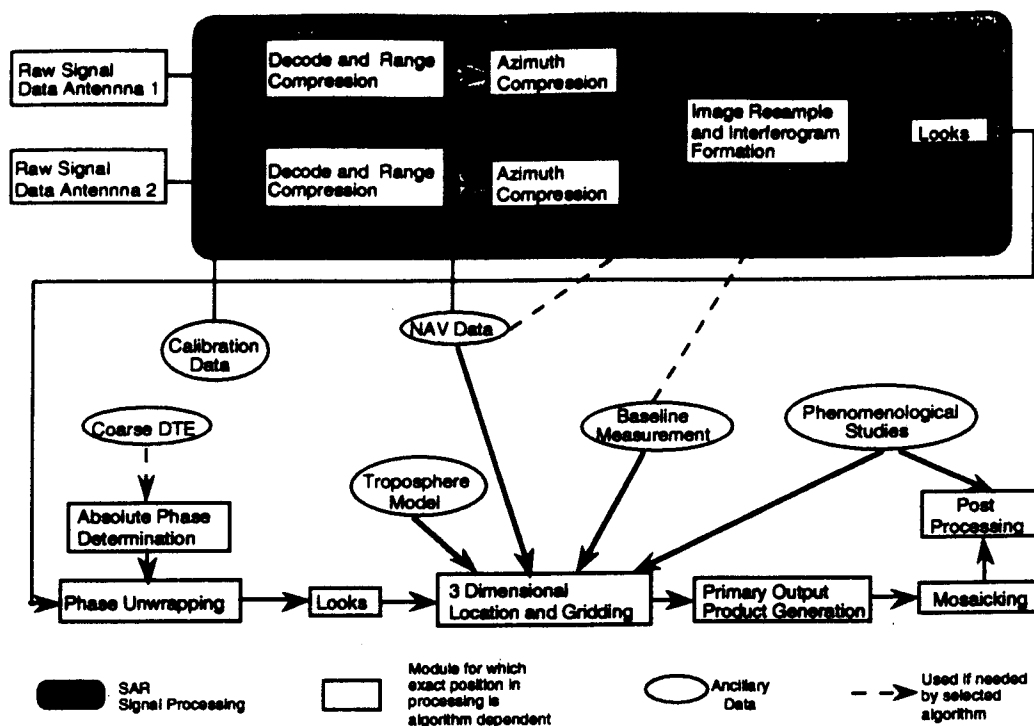 Raw Signal
Data Antennna 1
Decode and Range
Compression
Azimuth
Compression
Image Resample
and Interferogram
Formation
Looks
Raw Signal
Data Antennna 2
Decode and Range
Compression
Azimuth
Compression
Calibration
Data
NAV Data
Coarse DTE
Baseline
Measurement
Phenomenological
Studies
Troposphere
Model
Absolute Phase
Determination
Post
Processing
Phase Unwrapping
Looks
3 Dimensional
Location and Gridding
Primary Output
Product Generation
Mosaicking
SAR
Signal Processing
Module for which
exact position in
processing is
algorithm dependent
Ancillary
Data
Used if needed
by selected
algorithm